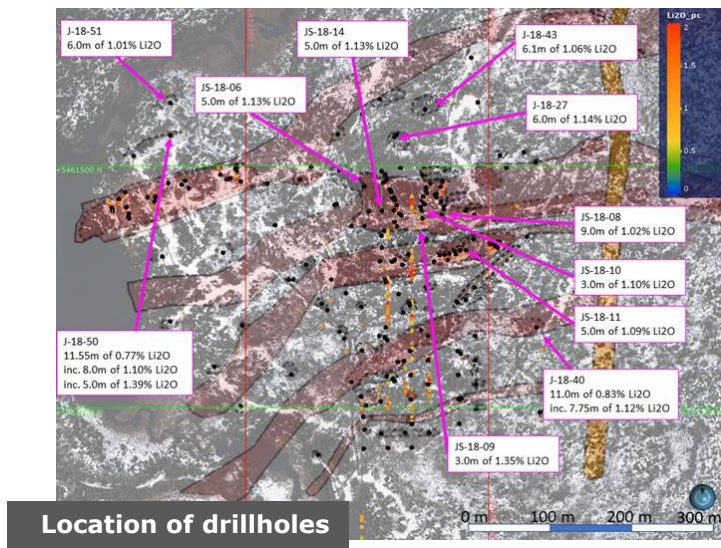 J-18-51
6.0m of 1.01% Li2O
JS-18-14
5.0m of 1.13% Li2O
J-18-43
6.1m of 1.06% Li2O
Li2O_pc
2
1.5
1
0.5
0
JS-18-06
5.0m of 1.13% Li2O
J-18-27
6.0m of 1.14% Li2O
+5461500 N
JS-18-08
9.0m of 1.02% Li2O
JS-18-10
3.0m of 1.10% Li2O
JS-18-11
5.0m of 1.09% Li2O
J-18-50
11.55m of 0.77% Li2O
inc. 8.0m of 1.10% Li2O
inc. 5.0m of 1.39% Li2O
J-18-40
11.0m of 0.83% Li2O
inc. 7.75m of 1.12% Li2O
JS-18-09
3.0m of 1.35% Li2O
Location of drillholes
0 m 100 m 200 m 300 m